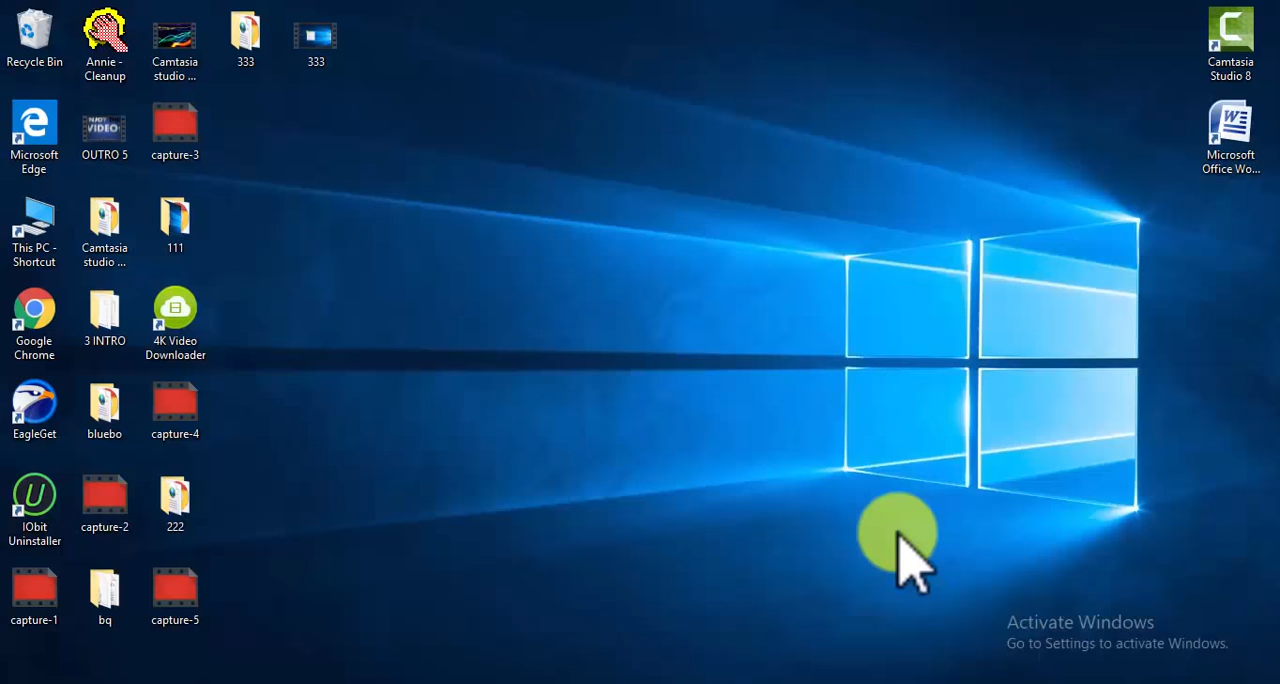 Recycle Bin
Annie -
Cleanup
Camtasia
studio ...
333
333
Camtasia
Studio 8
Microsoft
Edge
NJOY
VIDEO
OUTRO 5
capture-3
Microsoft
Office Wo...
This PC -
Shortcut
Camtasia
studio ...
111
Google
Chrome
3 INTRO
4K Video
Downloader
EagleGet
bluebo
capture-4
IObit
Uninstaller
capture-2
222
capture-1
bq
capture-5
Activate Windows
Go to Settings to activate Windows.